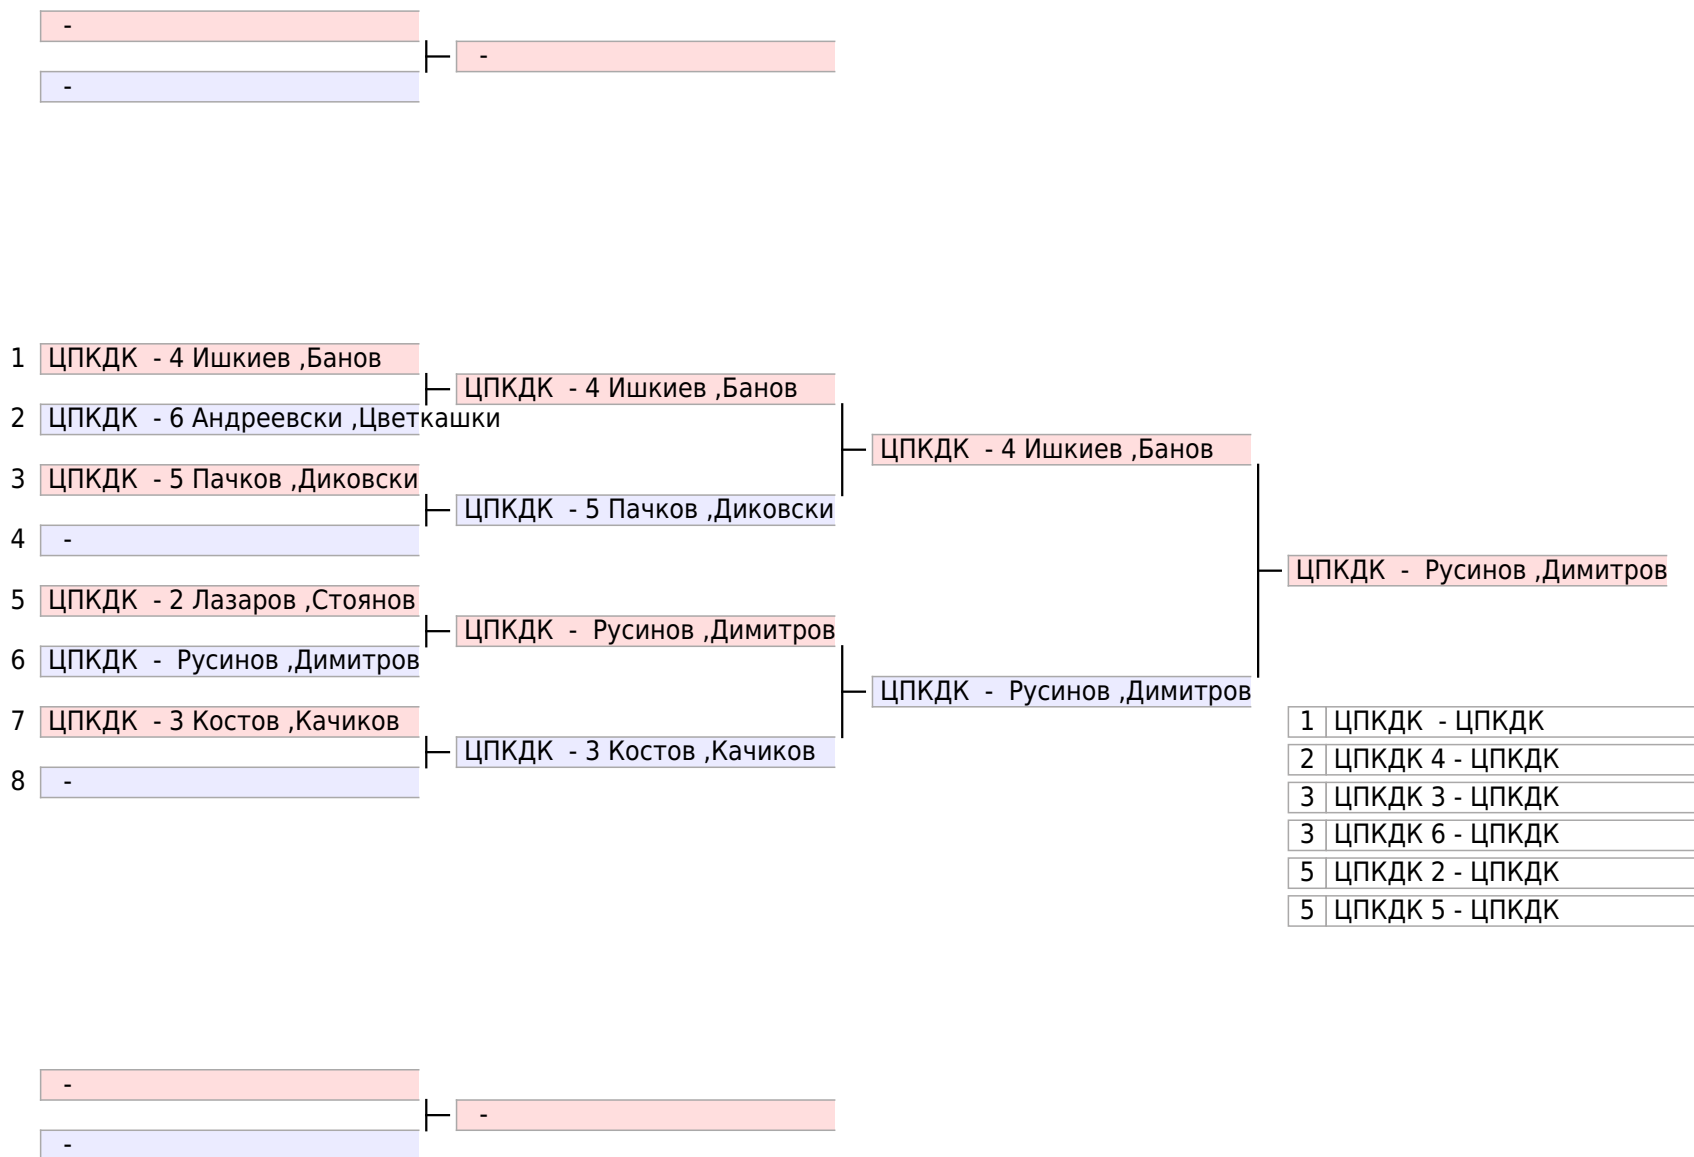 -
-
-
1 ЦПКДК - 4 Ишкиев ,Банов
ЦПКДК - 4 Ишкиев ,Банов
2 ЦПКДК - 6 Андреевски ,Цветкашки
ЦПКДК - 4 Ишкиев ,Банов
3 ЦПКДК - 5 Пачков ,Диковски
ЦПКДК - 5 Пачков ,Диковски
4 -
ЦПКДК - Русинов ,Димитров
5 ЦПКДК - 2 Лазаров ,Стоянов
ЦПКДК - Русинов ,Димитров
6 ЦПКДК - Русинов ,Димитров
ЦПКДК - Русинов ,Димитров
7 ЦПКДК - 3 Костов ,Качиков
ЦПКДК - 3 Костов ,Качиков
8 -
1 ЦПКДК - ЦПКДК
2 ЦПКДК 4 - ЦПКДК
3 ЦПКДК 3 - ЦПКДК
3 ЦПКДК 6 - ЦПКДК
5 ЦПКДК 2 - ЦПКДК
5 ЦПКДК 5 - ЦПКДК
-
-
-